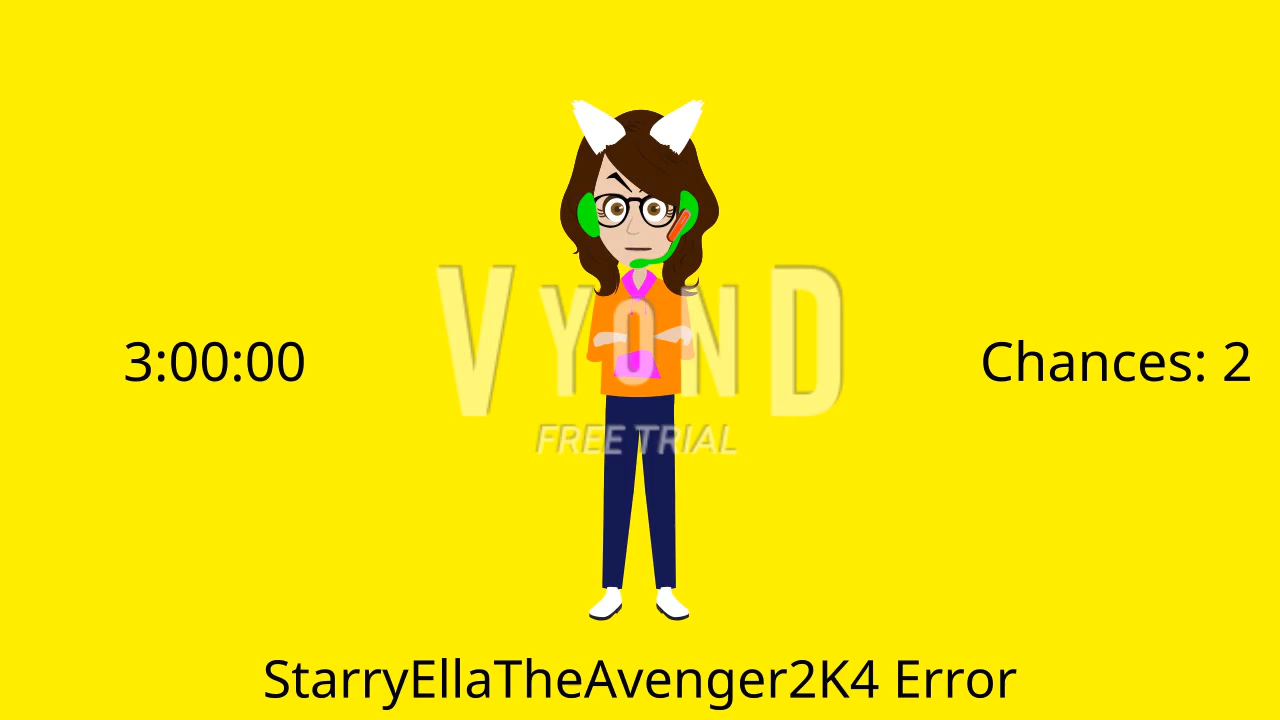 VYOND
FREE TRIAL
3:00:00
Chances: 2
StarryEllaTheAvenger2K4 Error